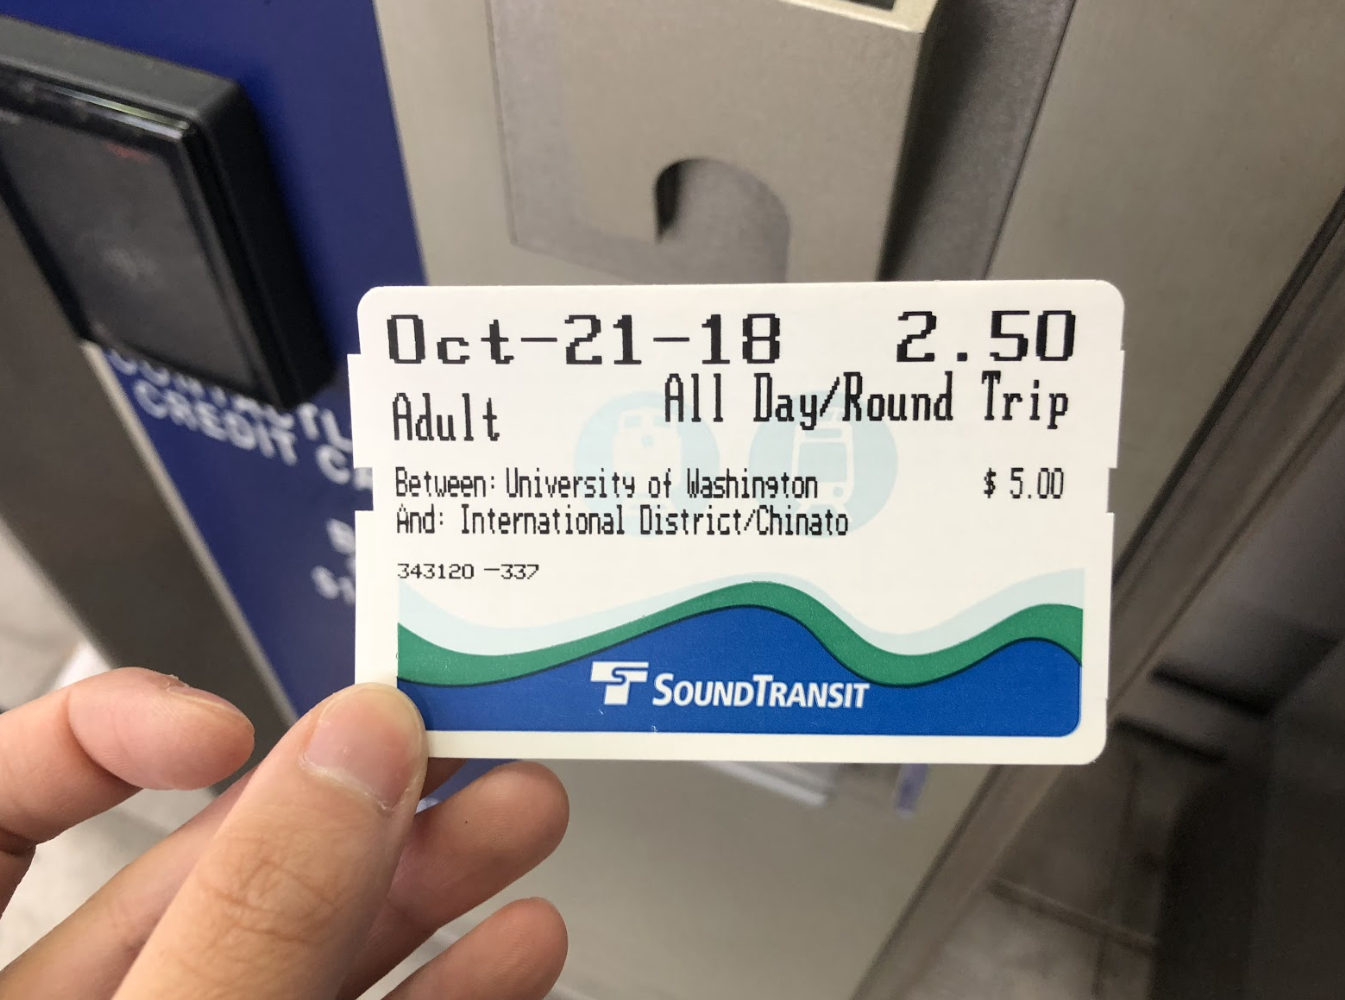 Oct-21-18 2.50
Adult All Day/Round Trip
Between: University of Washington $ 5.00
And: International District/Chinato
343120 -337
SOUNDTRANSIT
CREDIT